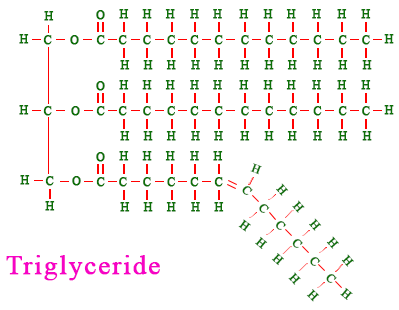 H O H H H H H H H H H H H
H C O C C C C C C C C C C C C H
H H H H H H H H H H H
O H H H H H H H H H H H
H C O C C C C C C C C C C C C H
H H H H H H H H H H H
O H H H H H
H
H C O C C C C C C
C H
H H H H H H
C H
H C H
H C H
H C H
H C
H H
Triglyceride